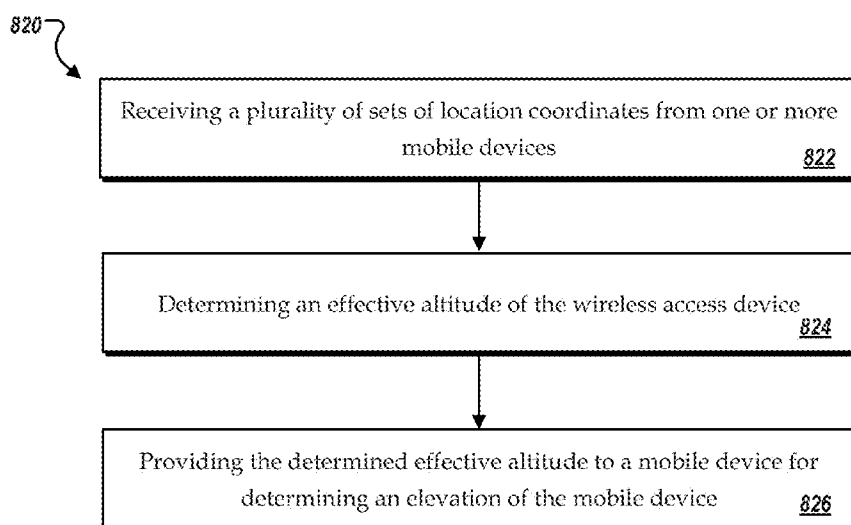 820
Receiving a plurality of sets of location coordinates from one or more
mobile devices
822
Determining an effective altitude of the wireless access device
824
Providing the determined effective altitude to a mobile device for
determining an elevation of the mobile device
826